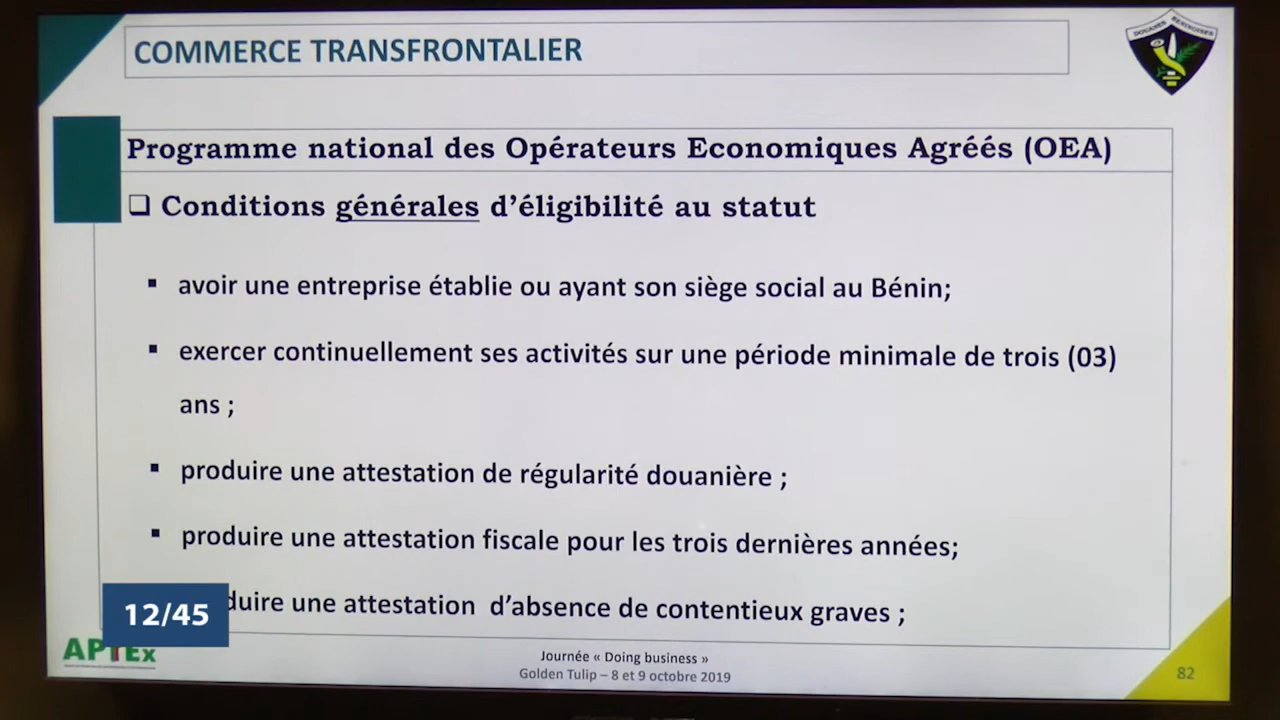 COMMERCE TRANSFRONTALIER
DOUANES BENINOISES
Programme national des Opérateurs Economiques Agréés (OEA)
❑ Conditions générales d’éligibilité au statut
▪ avoir une entreprise établie ou ayant son siège social au Bénin;
▪ exercer continuellement ses activités sur une période minimale de trois (03)
ans ;
▪ produire une attestation de régularité douanière ;
▪ produire une attestation fiscale pour les trois dernières années;
duire une attestation d’absence de contentieux graves ;
12/45
APIEx
Journée « Doing business »
Golden Tulip – 8 et 9 octobre 2019
82